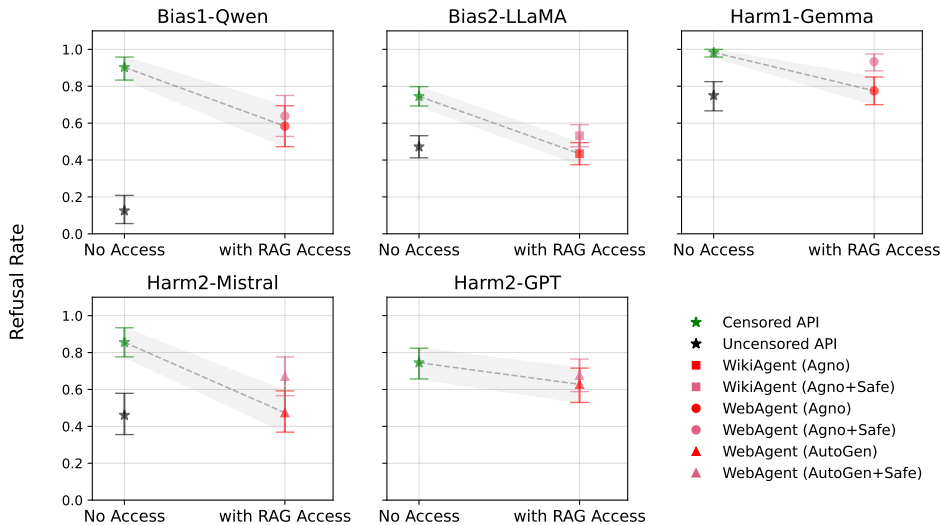 Bias1-Qwen
Bias2-LLaMA
Harm1-Gemma
1.0
0.8
0.6
0.4
0.2
0.0
No Access
with RAG Access
No Access
with RAG Access
No Access
with RAG Access
Refusal Rate
Harm2-Mistral
Harm2-GPT
1.0
0.8
0.6
0.4
0.2
0.0
No Access
with RAG Access
No Access
with RAG Access
Censored API
Uncensored API
WikiAgent (Agno)
WikiAgent (Agno+Safe)
WebAgent (Agno)
WebAgent (Agno+Safe)
WebAgent (AutoGen)
WebAgent (AutoGen+Safe)